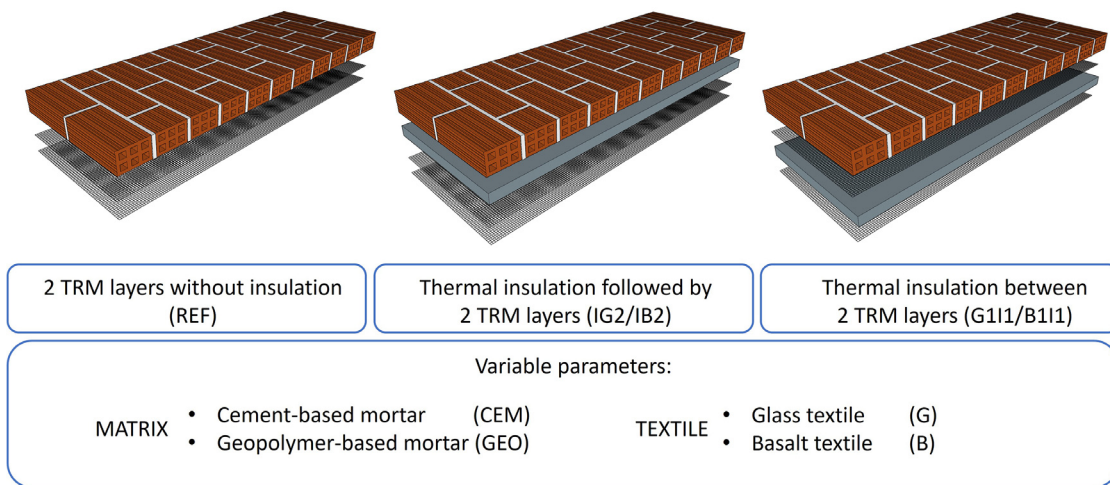 2 TRM layers without insulation
(REF)
Thermal insulation followed by
2 TRM layers (IG2/IB2)
Thermal insulation between
2 TRM layers (G1I1/B1I1)
Variable parameters:
MATRIX
• Cement-based mortar (CEM)
• Geopolymer-based mortar (GEO)
TEXTILE
• Glass textile (G)
• Basalt textile (B)